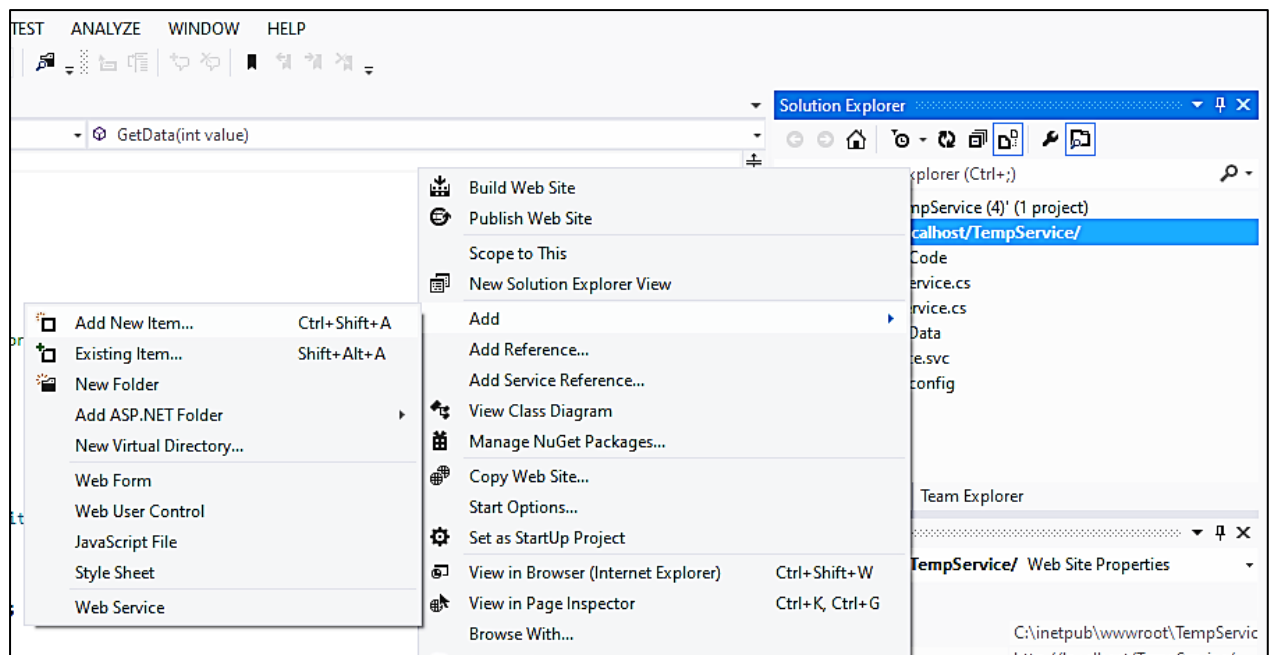 TEST ANALYZE WINDOW HELP
Solution Explorer
GetData(int value)
xplorer (Ctrl+;)
Build Web Site
Publish Web Site
Scope to This
New Solution Explorer View
Add
Add Reference...
Add Service Reference...
View Class Diagram
Manage NuGet Packages...
Copy Web Site...
Start Options...
Set as StartUp Project
View in Browser (Internet Explorer) Ctrl+Shift+W
View in Page Inspector Ctrl+K, Ctrl+G
Browse With...
Add New Item... Ctrl+Shift+A
Existing Item... Shift+Alt+A
New Folder
Add ASP.NET Folder
New Virtual Directory...
Web Form
Web User Control
JavaScript File
Style Sheet
Web Service
mpService (4)' (1 project)
calhost/TempService/
Code
ervice.cs
rvice.cs
Data
ce.svc
config
Team Explorer
TempService/ Web Site Properties
C:\inetpub\wwwroot\TempServic